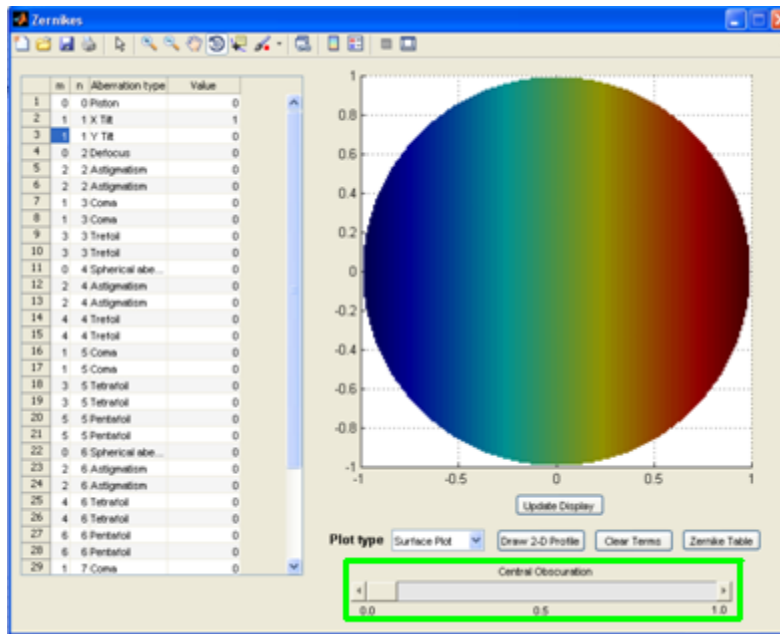 Zernikes
m n Aberration type Value
1 0 0 Piston 0
2 1 1 X Tilt 1
3 1 1 Y Tilt 0
4 0 2 Defocus 0
5 2 2 Astigmatism 0
6 2 2 Astigmatism 0
7 1 3 Coma 0
8 1 3 Coma 0
9 3 3 Trefoil 0
10 3 3 Trefoil 0
11 0 4 Spherical abe... 0
12 2 4 Astigmatism 0
13 2 4 Astigmatism 0
14 4 4 Trefoil 0
15 4 4 Trefoil 0
16 1 5 Coma 0
17 1 5 Coma 0
18 3 5 Tetrafoil 0
19 3 5 Tetrafoil 0
20 5 5 Pentafoil 0
21 5 5 Pentafoil 0
22 0 6 Spherical abe... 0
23 2 6 Astigmatism 0
24 2 6 Astigmatism 0
25 4 6 Tetrafoil 0
26 4 6 Tetrafoil 0
27 6 6 Pentafoil 0
28 6 6 Pentafoil 0
29 1 7 Coma 0
1
0.8
0.6
0.4
0.2
0
-0.2
-0.4
-0.6
-0.8
-1
-1 -0.5 0 0.5 1
Update Display
Plot type Surface Plot Draw 2-D Profile Clear Terms Zernike Table
Central Obscuration
0.0 0.5 1.0